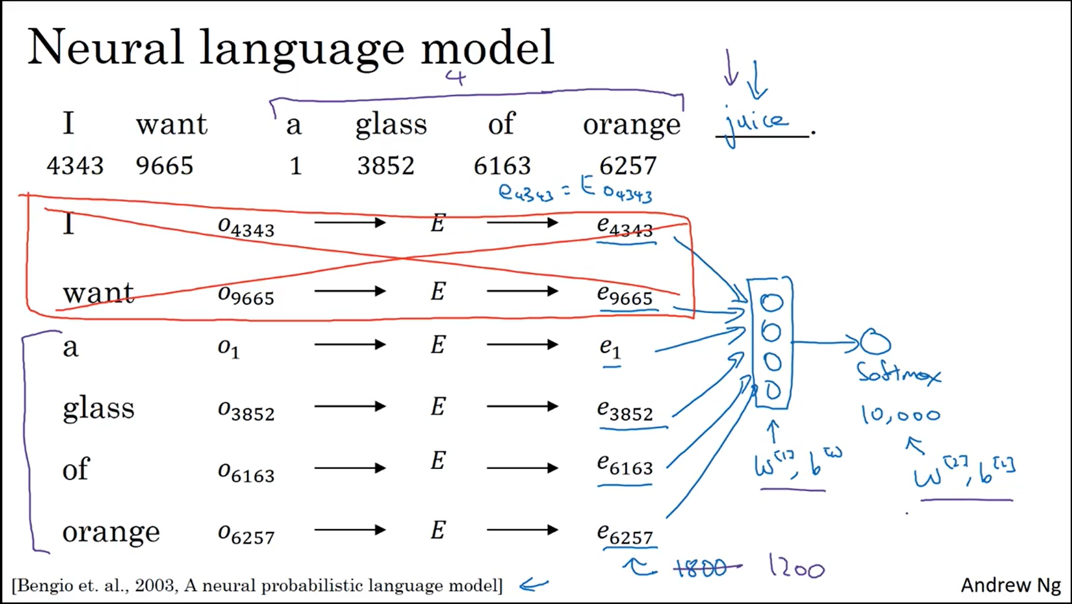 Neural language model
4
I want a glass of orange juice.
4343 9665 1 3852 6163 6257
e4343 = E o4343
I o4343 → E → e4343
want o9665 → E → e9665
a o1 → E → e1
glass o3852 → E → e3852
of o6163 → E → e6163
orange o6257 → E → e6257
Softmax
10,000
W[1], b[1]
W[2], b[2]
1800 1200
[Bengio et. al., 2003, A neural probabilistic language model]
Andrew Ng